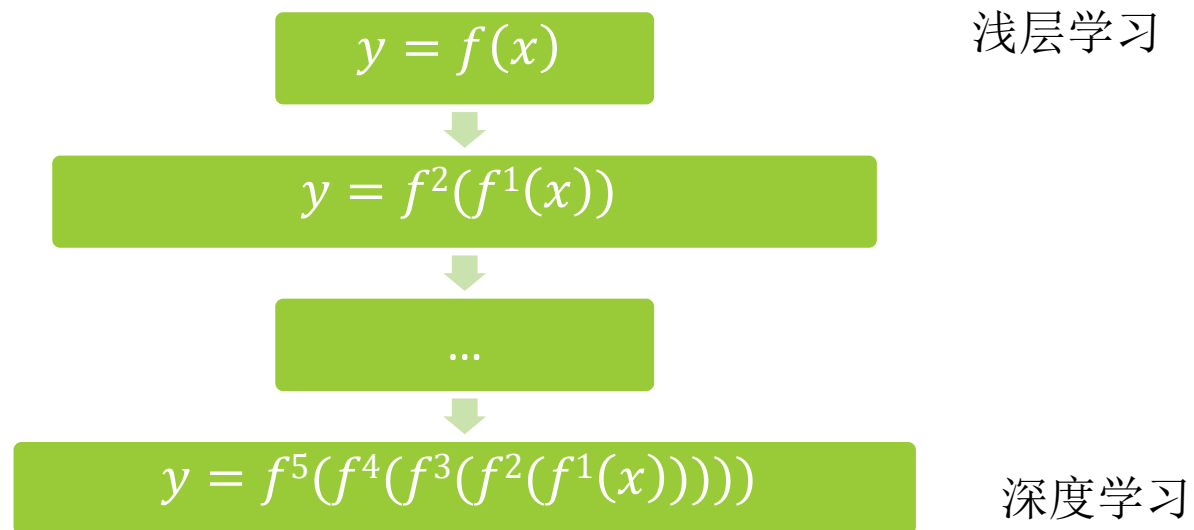 y = f(x)
浅层学习
y = f²(f¹(x))
...
y = f⁵(f⁴(f³(f²(f¹(x)))))
深度学习